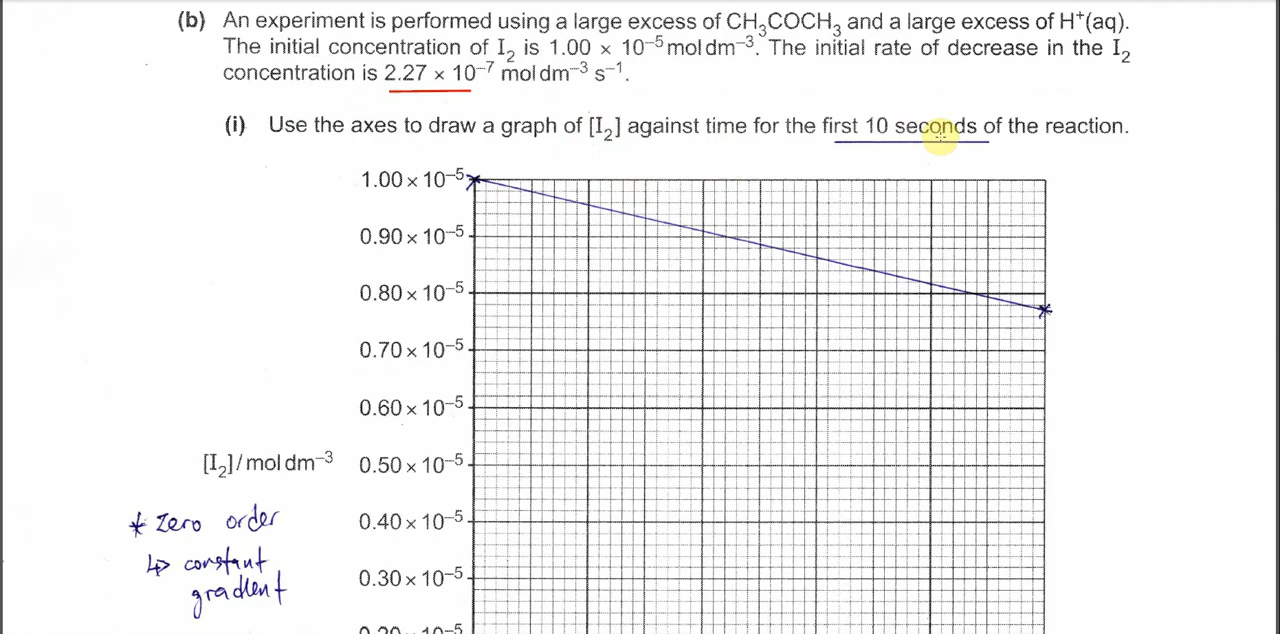 (b) An experiment is performed using a large excess of CH₃COCH₃ and a large excess of H⁺(aq).
The initial concentration of I₂ is 1.00 × 10⁻⁵ mol dm⁻³. The initial rate of decrease in the I₂
concentration is 2.27 × 10⁻⁷ mol dm⁻³ s⁻¹.
(i) Use the axes to draw a graph of [I₂] against time for the first 10 seconds of the reaction.
1.00 × 10⁻⁵
0.90 × 10⁻⁵
0.80 × 10⁻⁵
0.70 × 10⁻⁵
0.60 × 10⁻⁵
[I₂] / mol dm⁻³ 0.50 × 10⁻⁵
* zero order
0.40 × 10⁻⁵
↳ constant
gradient
0.30 × 10⁻⁵
0.20 × 10⁻⁵